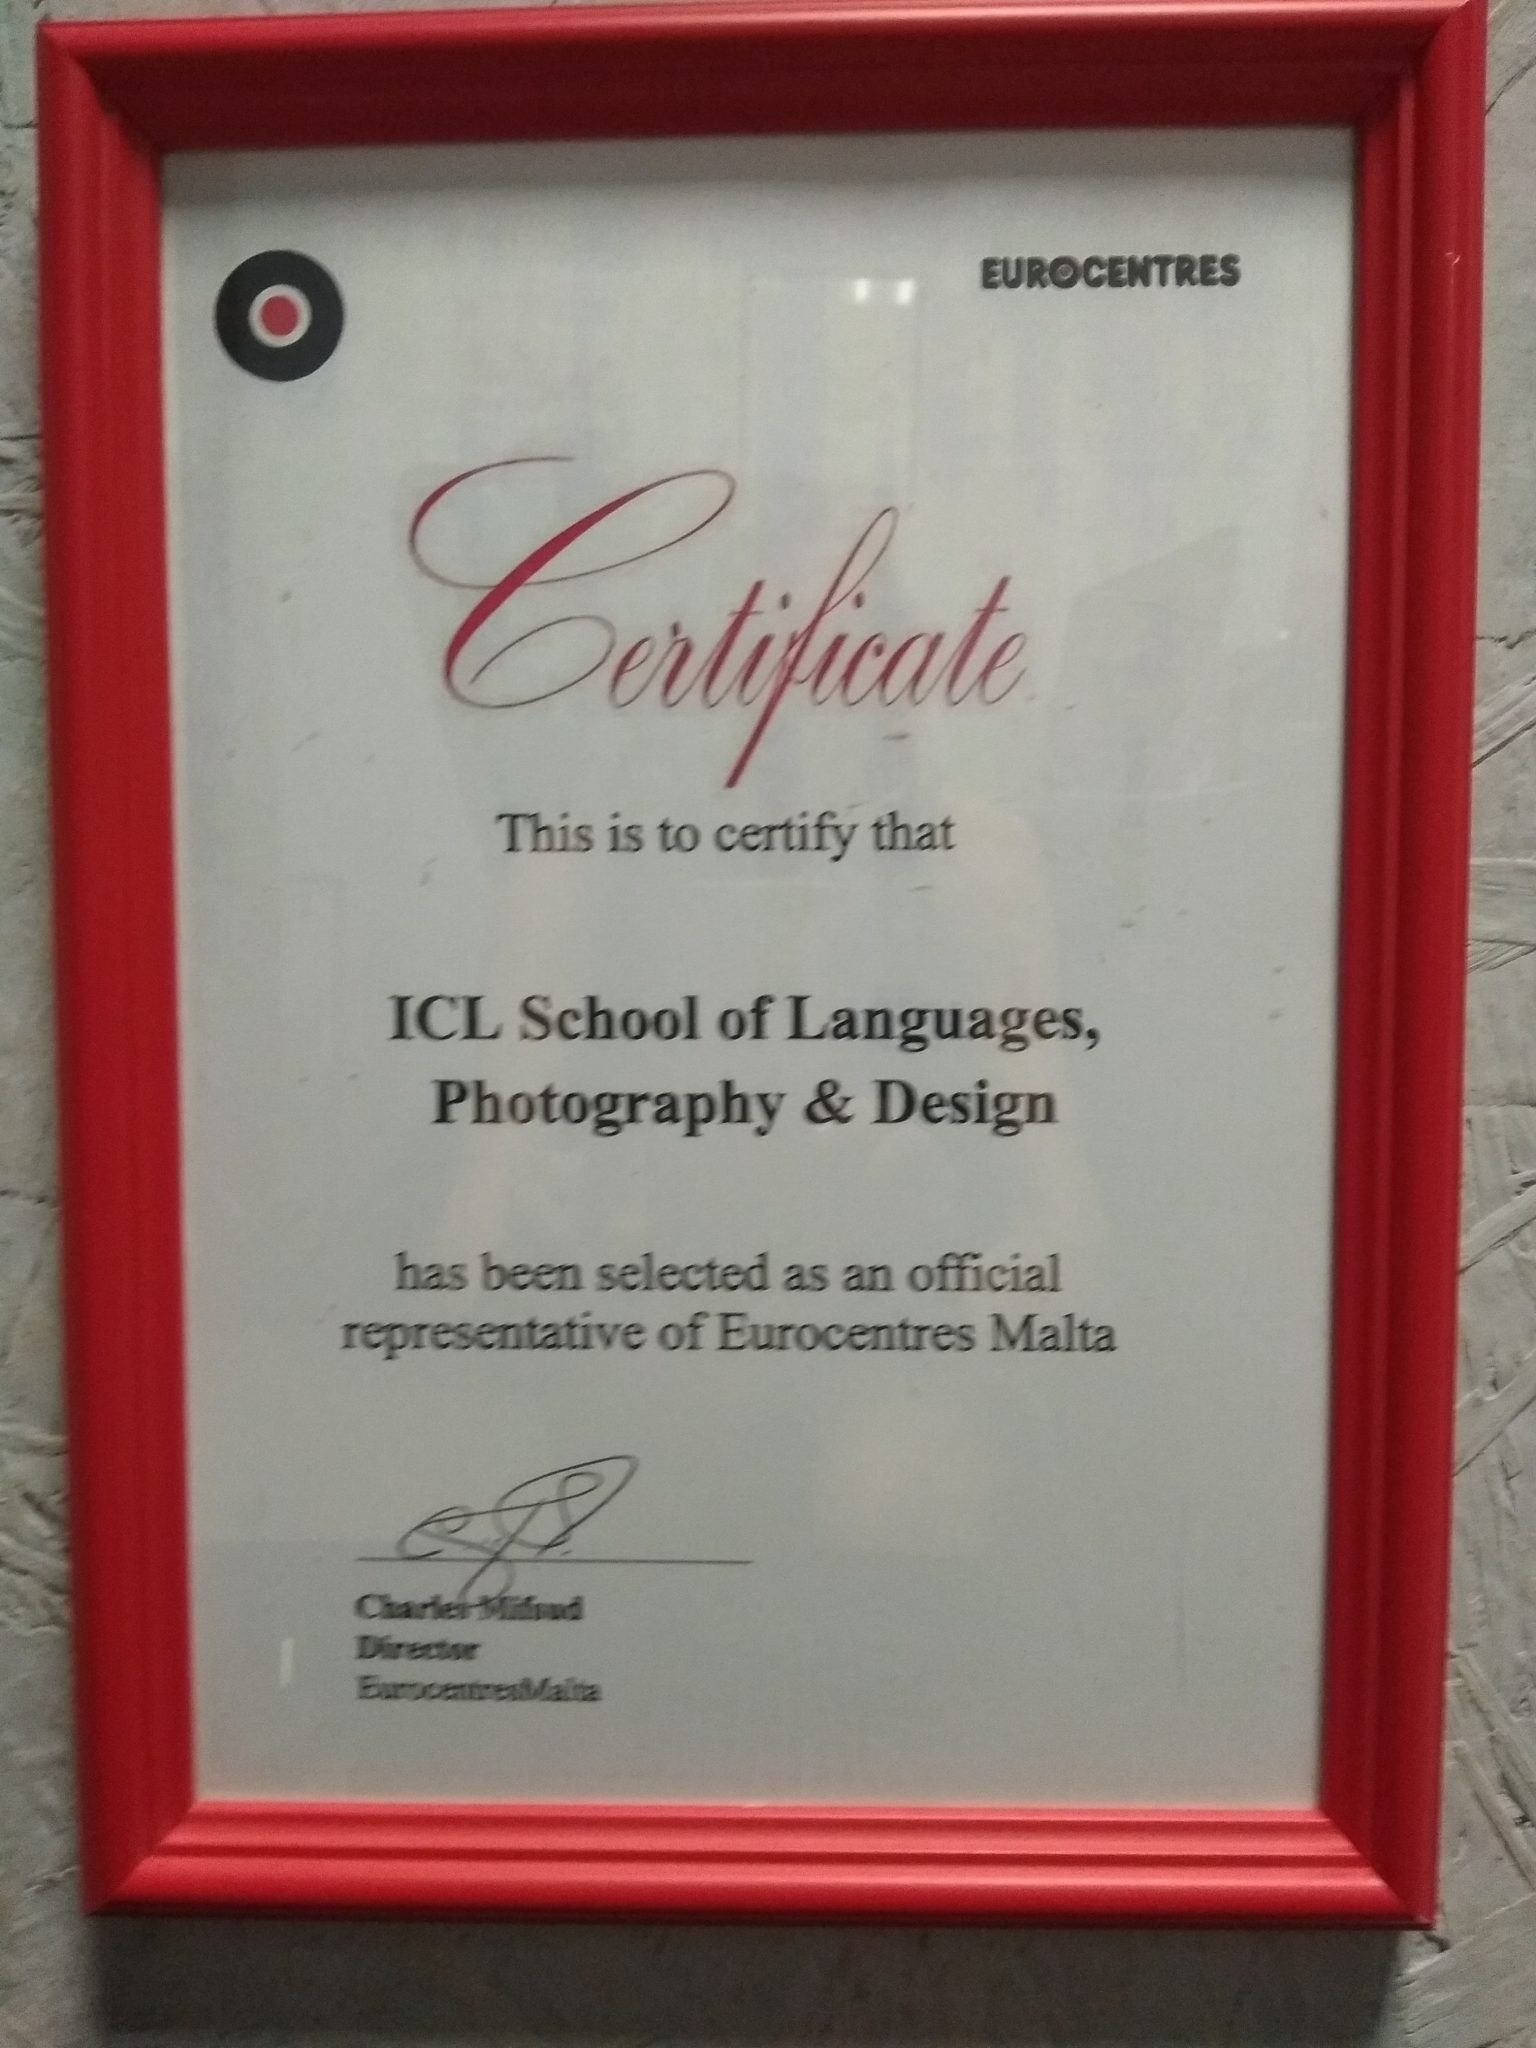 EUROCENTRES
Certificate
This is to certify that
ICL School of Languages,
Photography & Design
has been selected as an official
representative of Eurocentres Malta
Charles Mifsud
Director
EurocentresMalta